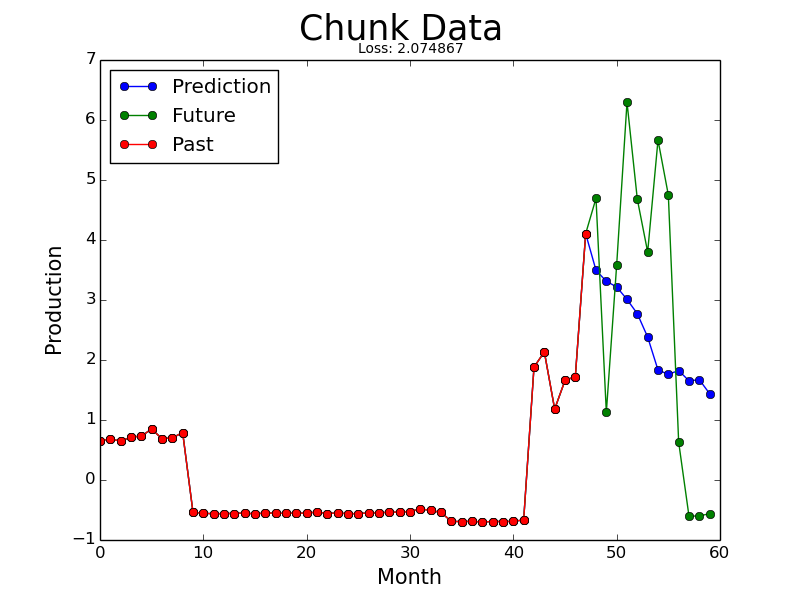 Chunk Data
Loss: 2.074867
Prediction
Future
Past
7
6
5
4
3
2
1
0
−1
Production
0 10 20 30 40 50 60
Month